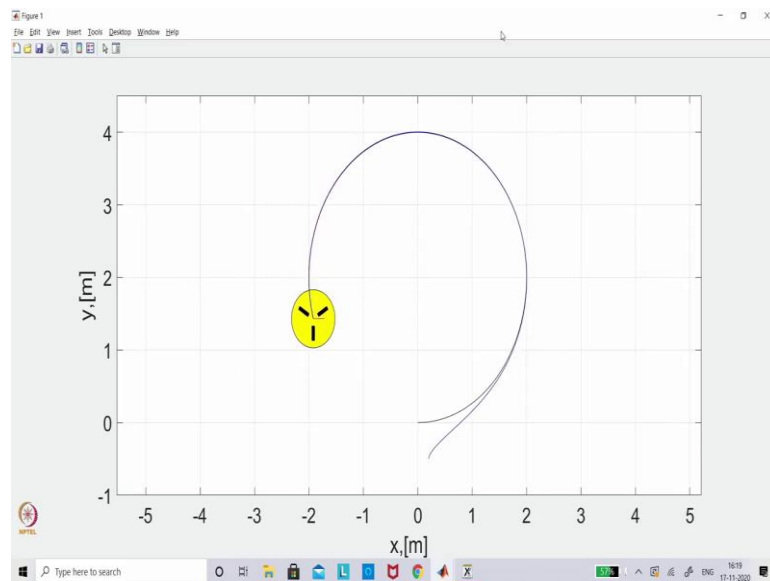 Figure 1
File Edit View Insert Tools Desktop Window Help
4
3
2
1
0
-1
y,[m]
-5 -4 -3 -2 -1 0 1 2 3 4 5
x,[m]
NPTEL
Type here to search
57%
ENG
16:19
17-11-2020